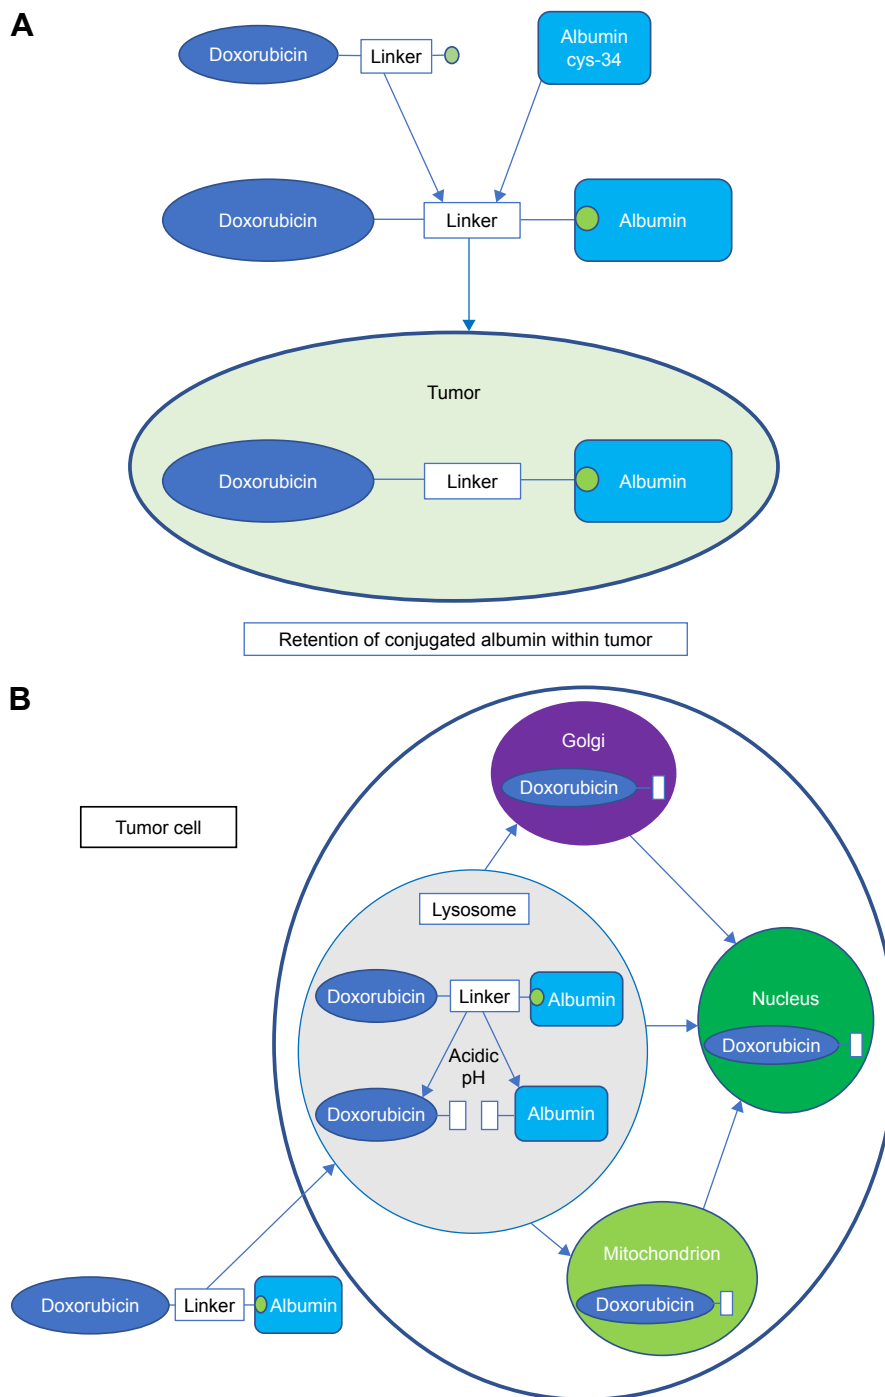 A
Doxorubicin
Linker
Albumin
cys-34
Doxorubicin
Linker
Albumin
Tumor
Doxorubicin
Linker
Albumin
Retention of conjugated albumin within tumor
B
Golgi
Doxorubicin
Tumor cell
Lysosome
Doxorubicin
Linker
Albumin
Nucleus
Doxorubicin
Acidic
pH
Doxorubicin
Albumin
Mitochondrion
Doxorubicin
Doxorubicin
Linker
Albumin